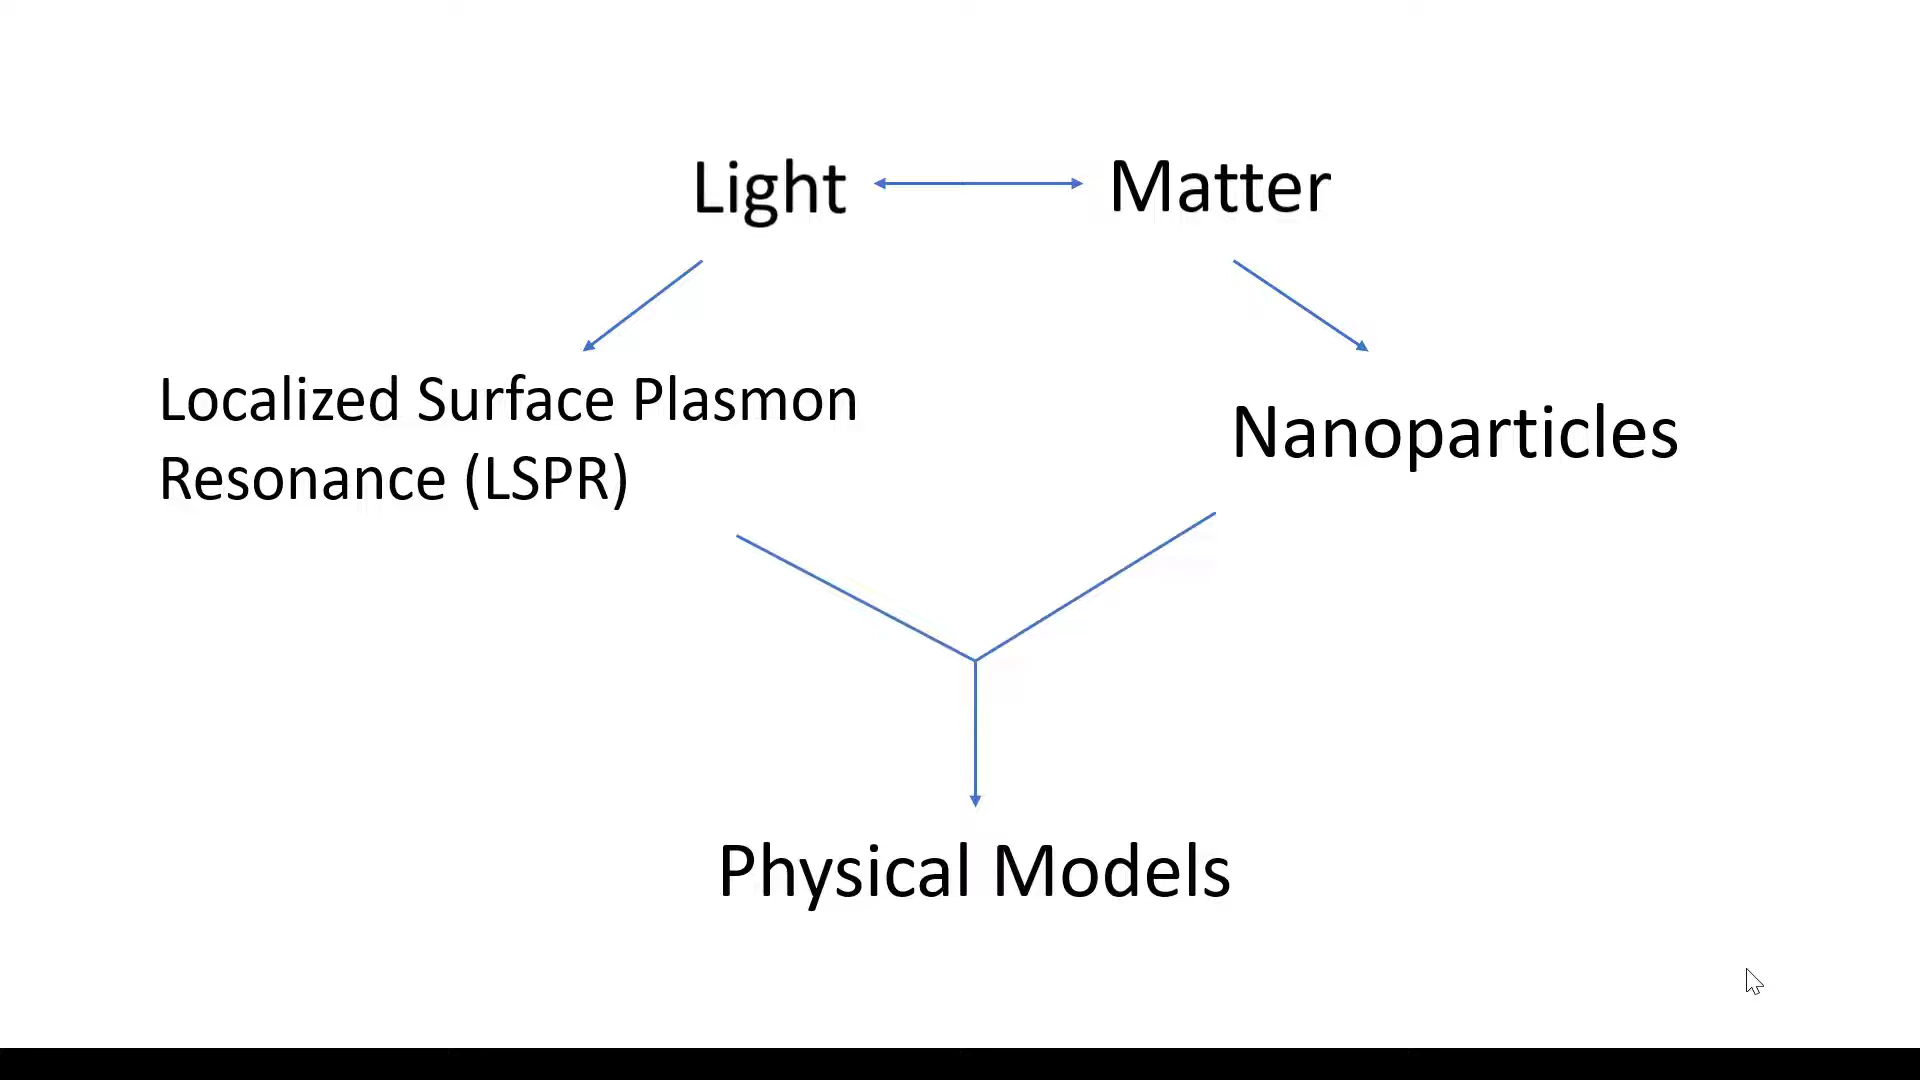 Light
Matter
Localized Surface Plasmon
Resonance (LSPR)
Nanoparticles
Physical Models